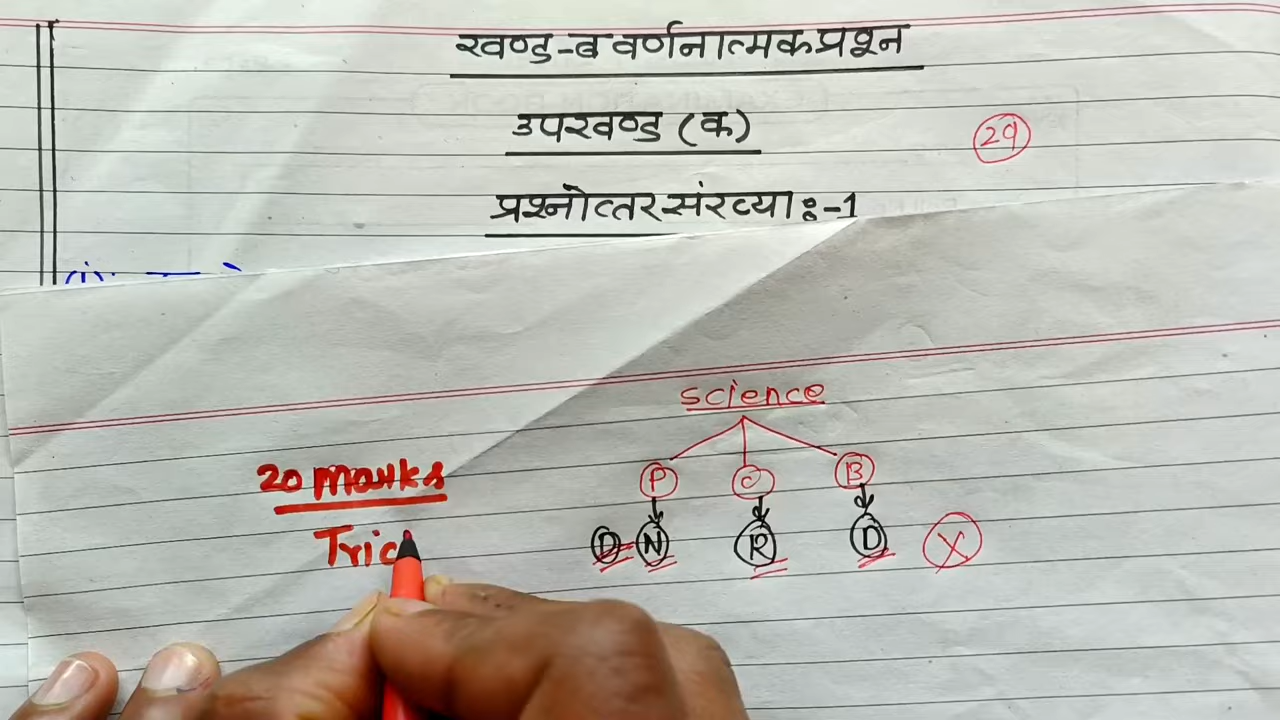 खण्ड-ब वर्णनात्मक प्रश्न
उपखण्ड (क)
29
प्रश्नोत्तर संख्या :-1
(i)
science
20 marks
P C B
Tric
D N R D X